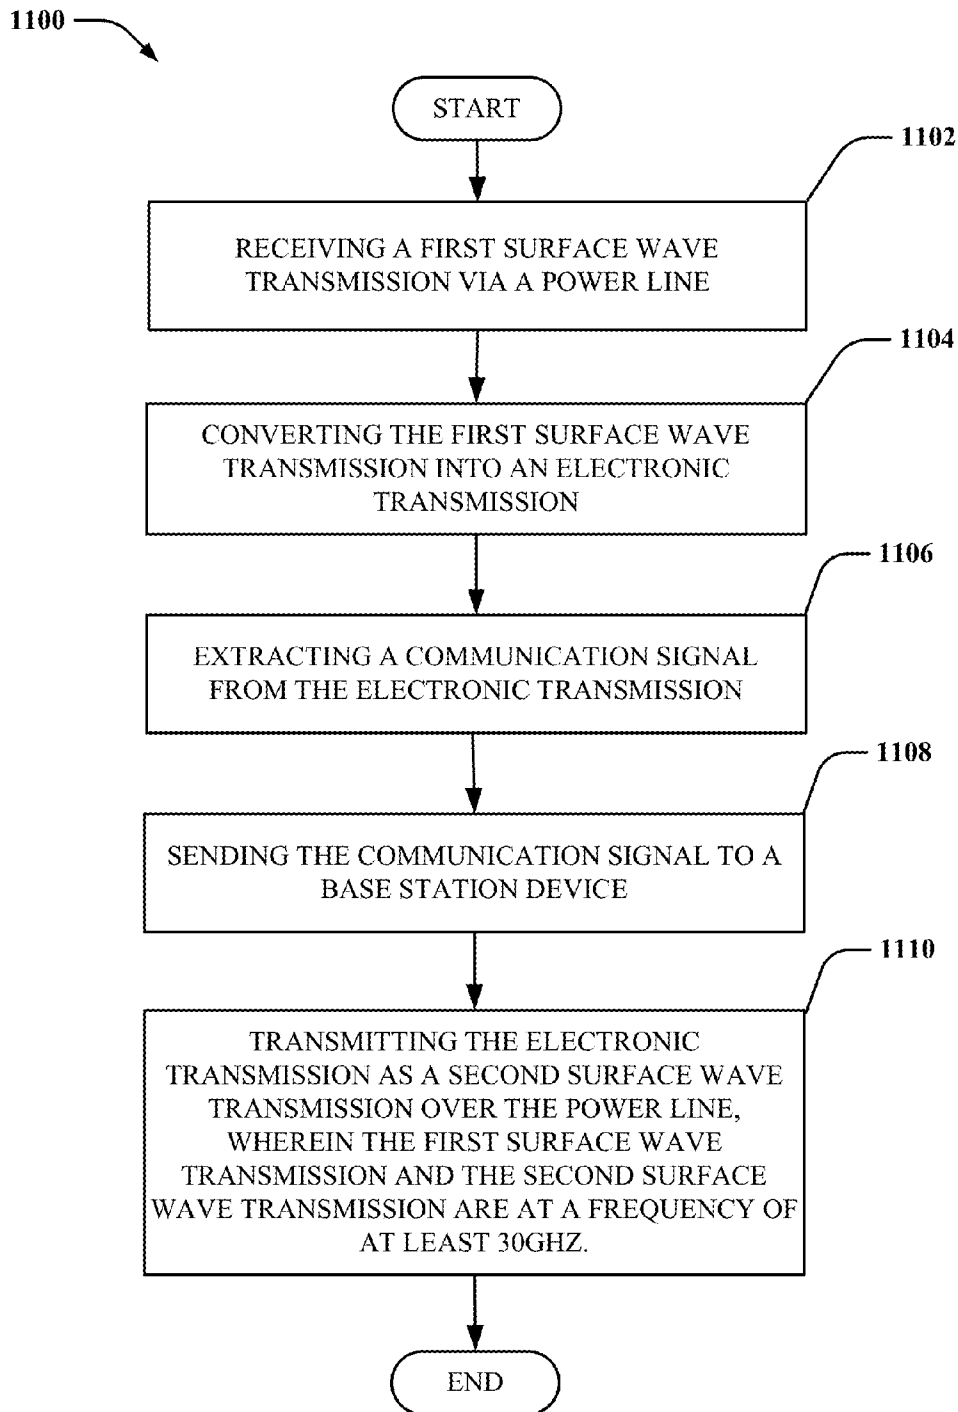 1100
START
1102
RECEIVING A FIRST SURFACE WAVE
TRANSMISSION VIA A POWER LINE
1104
CONVERTING THE FIRST SURFACE WAVE
TRANSMISSION INTO AN ELECTRONIC
TRANSMISSION
1106
EXTRACTING A COMMUNICATION SIGNAL
FROM THE ELECTRONIC TRANSMISSION
1108
SENDING THE COMMUNICATION SIGNAL TO A
BASE STATION DEVICE
1110
TRANSMITTING THE ELECTRONIC
TRANSMISSION AS A SECOND SURFACE WAVE
TRANSMISSION OVER THE POWER LINE,
WHEREIN THE FIRST SURFACE WAVE
TRANSMISSION AND THE SECOND SURFACE
WAVE TRANSMISSION ARE AT A FREQUENCY OF
AT LEAST 30GHZ.
END